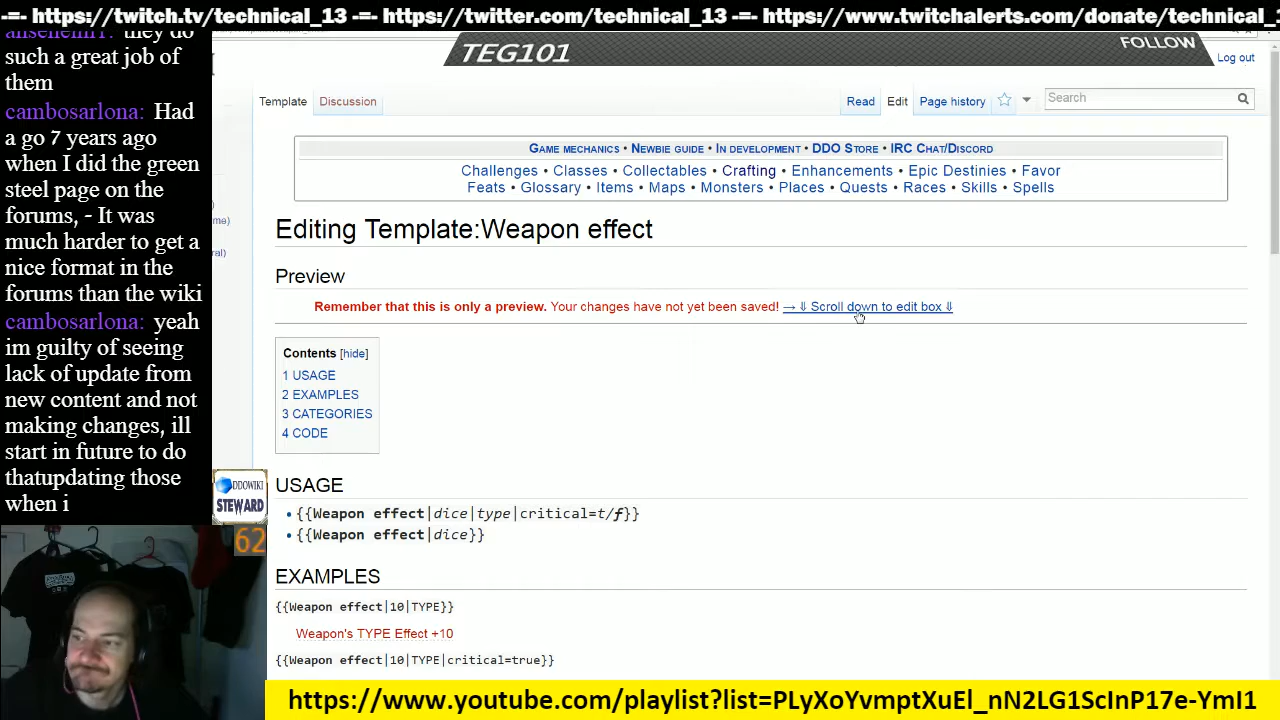 -=- https://twitch.tv/technical_13 -=- https://twitter.com/technical_13 -=- https://www.twitchalerts.com/donate/technical_1
they do
such a great job of
them
cambosarlona: Had
a go 7 years ago
when I did the green
steel page on the
forums, - It was
much harder to get a
nice format in the
forums than the wiki
cambosarlona: yeah
im guilty of seeing
lack of update from
new content and not
making changes, ill
start in future to do
thatupdating those
when i
TEG101
FOLLOW
Log out
Template Discussion
Read Edit Page history
Search
GAME MECHANICS • NEWBIE GUIDE • IN DEVELOPMENT • DDO STORE • IRC CHAT/DISCORD
Challenges • Classes • Collectables • Crafting • Enhancements • Epic Destinies • Favor
Feats • Glossary • Items • Maps • Monsters • Places • Quests • Races • Skills • Spells
Editing Template:Weapon effect
Preview
Remember that this is only a preview. Your changes have not yet been saved! → ⇓ Scroll down to edit box ⇓
Contents [hide]
1 USAGE
2 EXAMPLES
3 CATEGORIES
4 CODE
USAGE
• {{Weapon effect|dice|type|critical=t/ƒ}}
• {{Weapon effect|dice}}
EXAMPLES
{{Weapon effect|10|TYPE}}
Weapon's TYPE Effect +10
{{Weapon effect|10|TYPE|critical=true}}
DDOWIKI
STEWARD
62
https://www.youtube.com/playlist?list=PLyXoYvmptXuEl_nN2LG1ScInP17e-YmI1